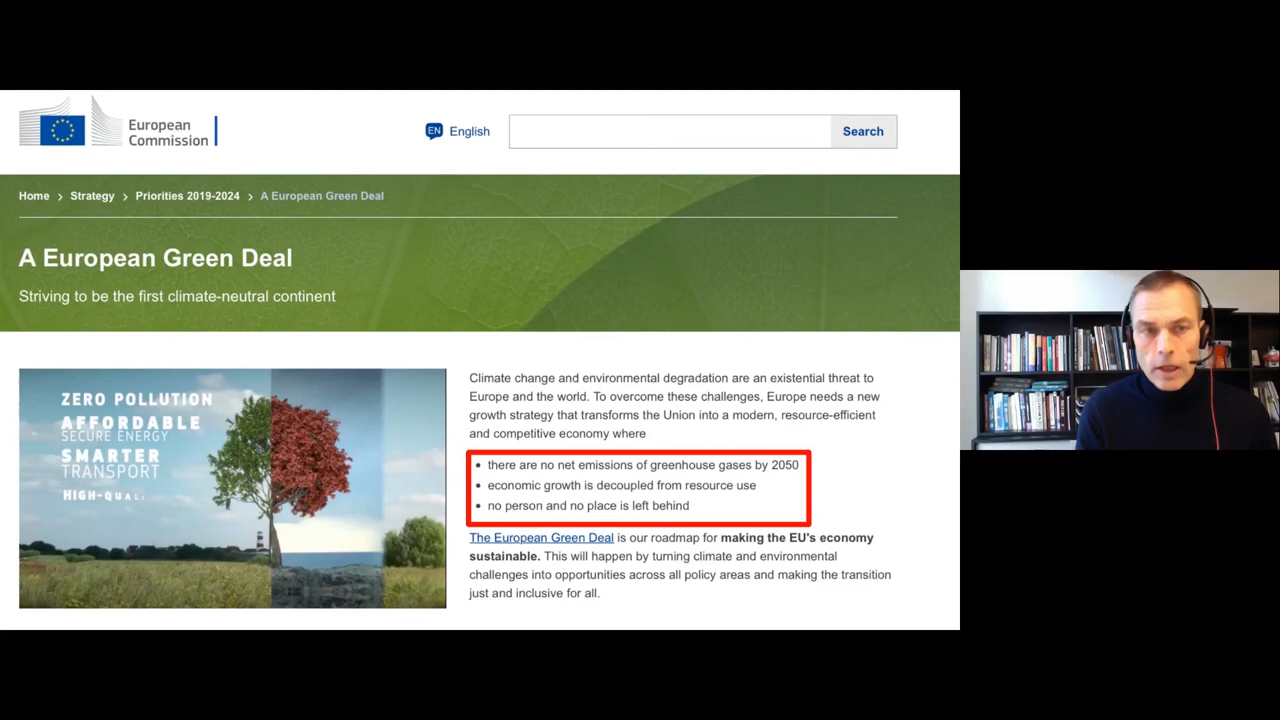 European
Commission
EN English
Search
Home > Strategy > Priorities 2019-2024 > A European Green Deal
A European Green Deal
Striving to be the first climate-neutral continent
ZERO POLLUTION
AFFORDABLE
SECURE ENERGY
SMARTER
TRANSPORT
HIGH-QUAL
Climate change and environmental degradation are an existential threat to
Europe and the world. To overcome these challenges, Europe needs a new
growth strategy that transforms the Union into a modern, resource-efficient
and competitive economy where
• there are no net emissions of greenhouse gases by 2050
• economic growth is decoupled from resource use
• no person and no place is left behind
The European Green Deal is our roadmap for making the EU's economy
sustainable. This will happen by turning climate and environmental
challenges into opportunities across all policy areas and making the transition
just and inclusive for all.